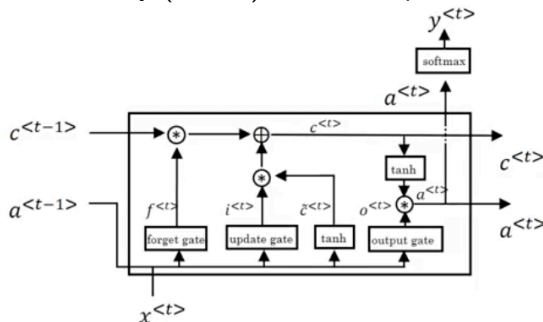 y<t>
softmax
a<t>
c<t-1> c<t> c<t>
tanh
a<t-1> f<t> i<t> c̃<t> o<t> a<t> a<t>
forget gate update gate tanh output gate
x<t>